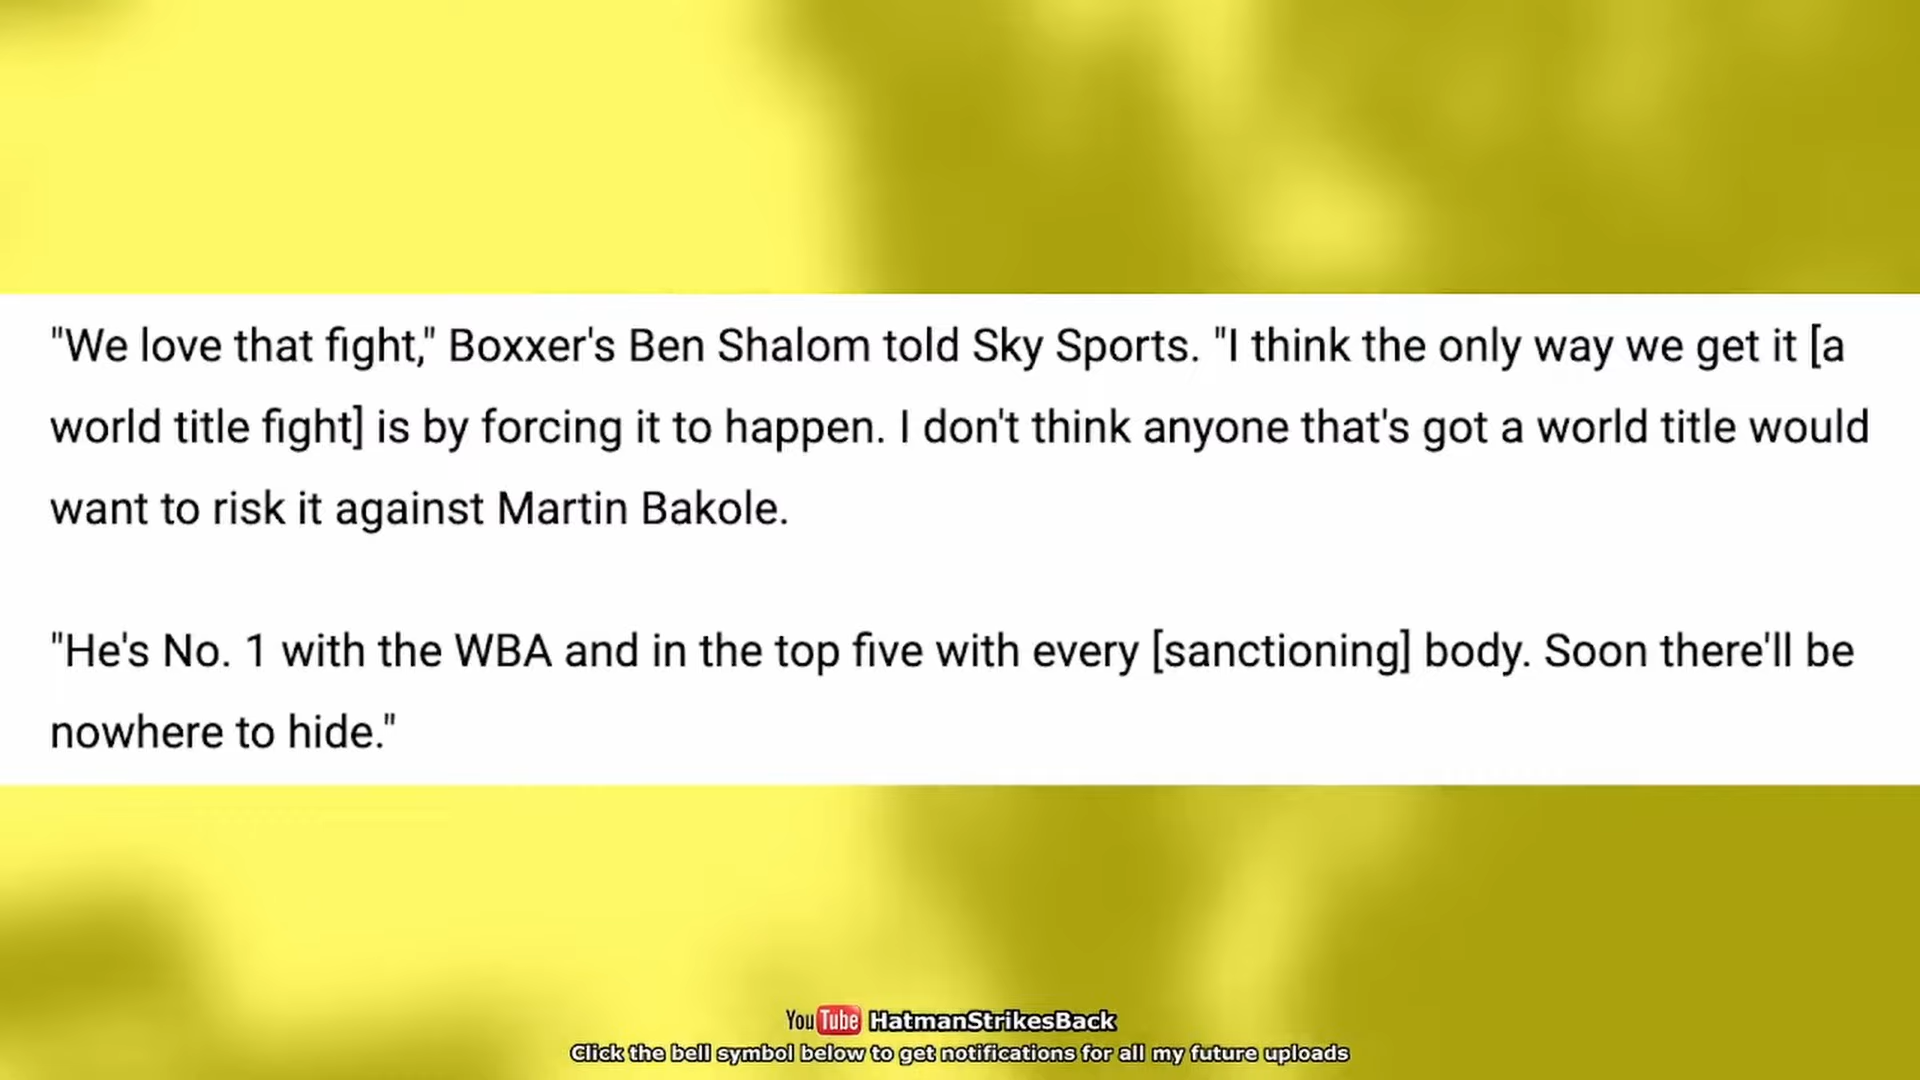 "We love that fight," Boxxer's Ben Shalom told Sky Sports. "I think the only way we get it [a
world title fight] is by forcing it to happen. I don't think anyone that's got a world title would
want to risk it against Martin Bakole.
"He's No. 1 with the WBA and in the top five with every [sanctioning] body. Soon there'll be
nowhere to hide."
YouTube HatmanStrikesBack
Click the bell symbol below to get notifications for all my future uploads